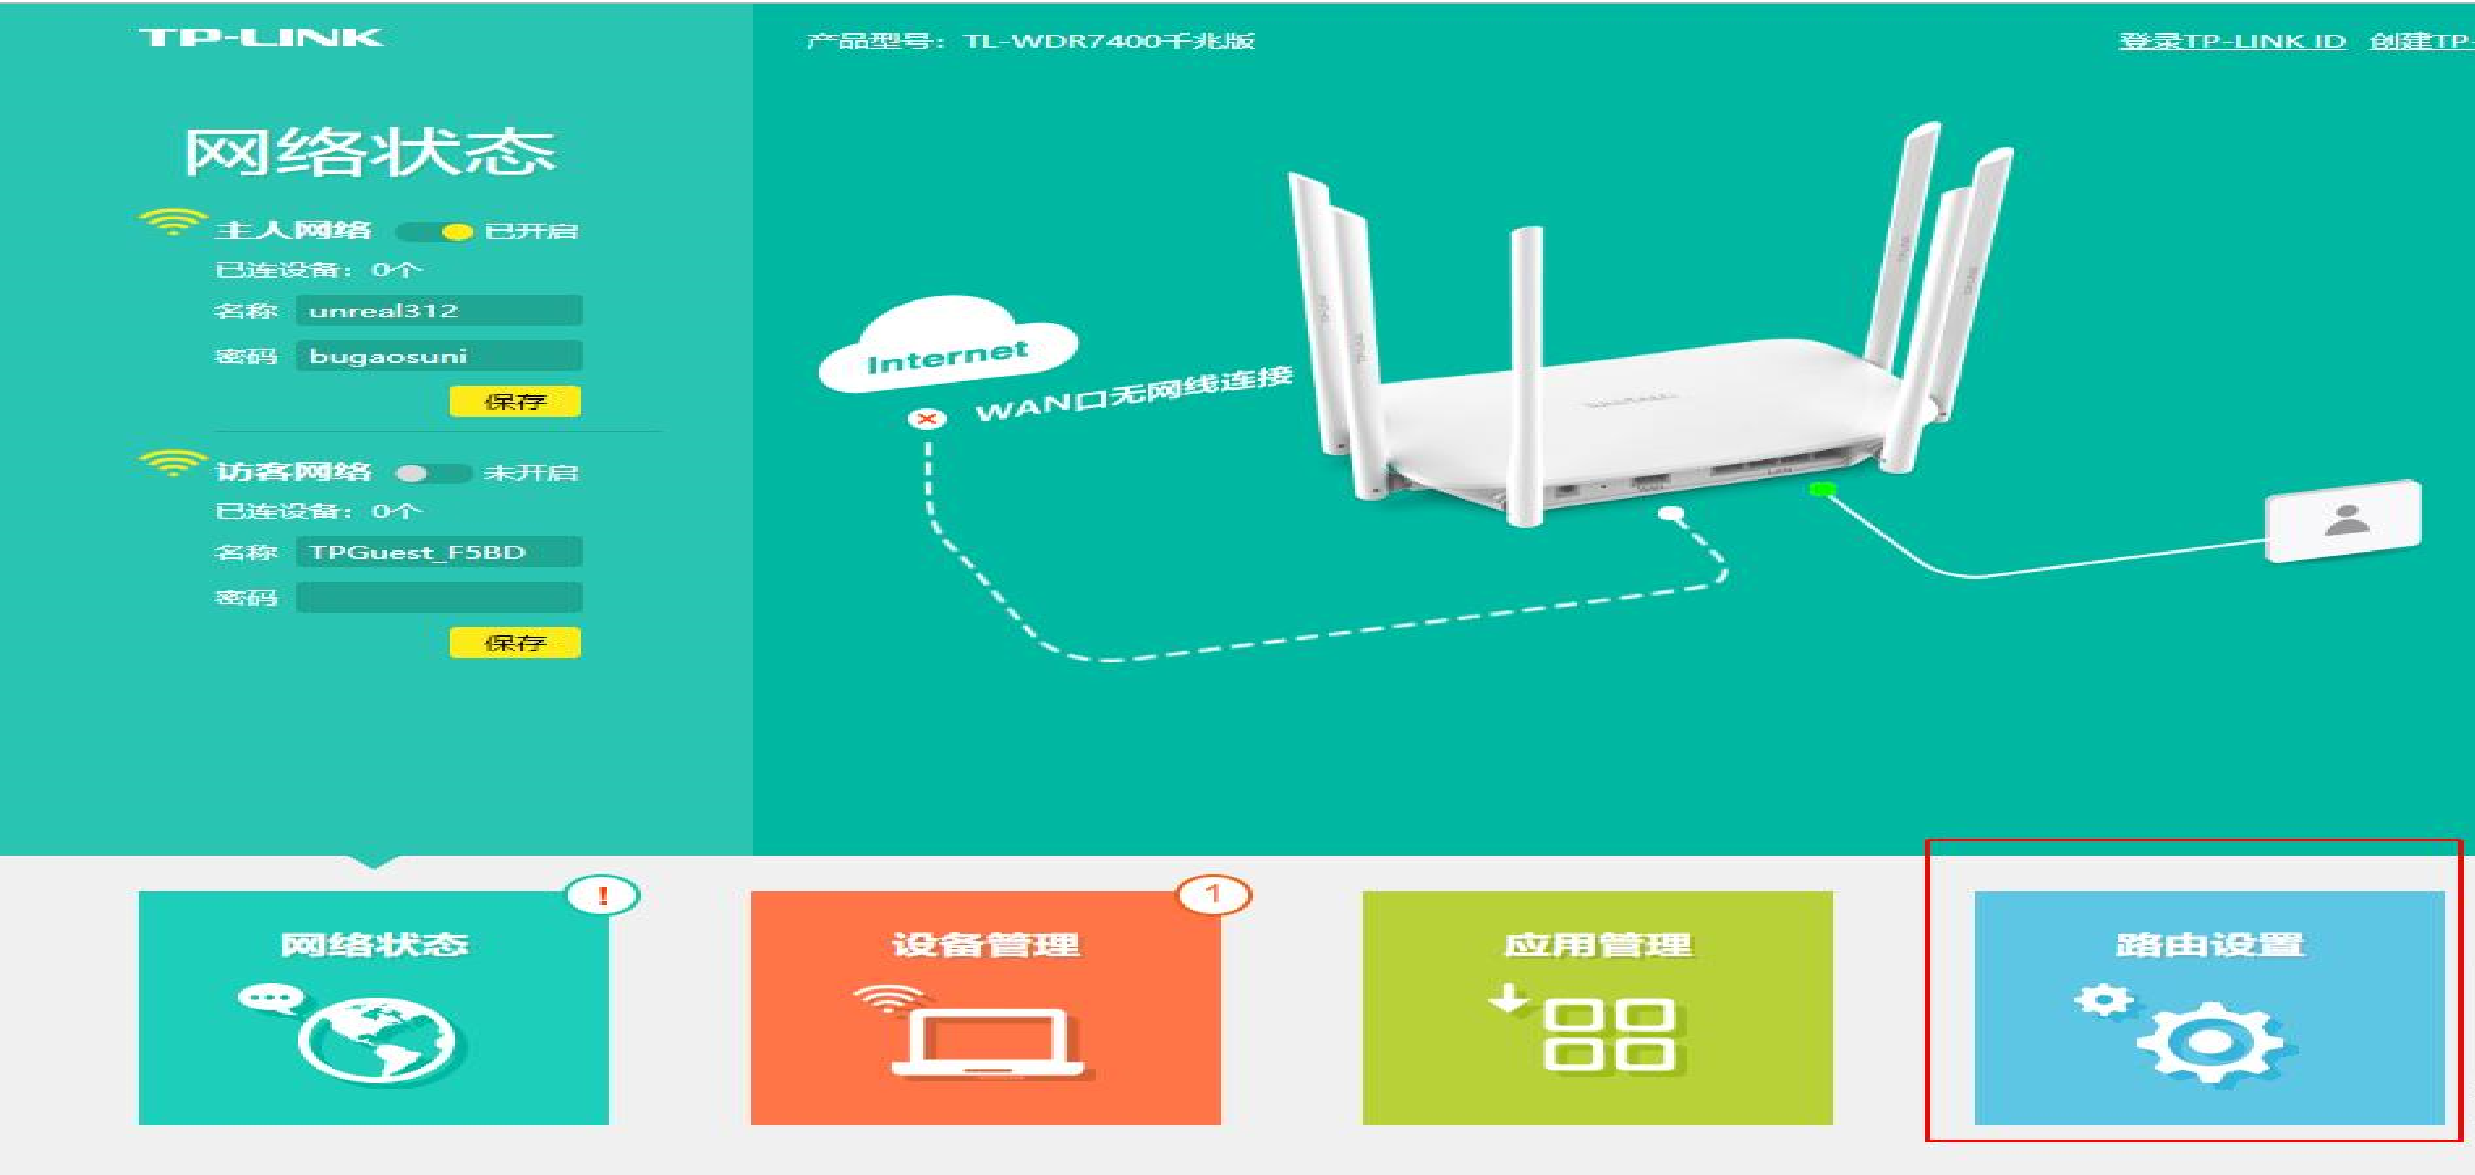 TP-LINK
产品型号：TL-WDR7400千兆版
登录TP-LINK ID 创建TP-
网络状态
主人网络 已开启
已连设备：0个
名称 unreal312
密码 bugaosuni
保存
访客网络 未开启
已连设备：0个
名称 TPGuest_F5BD
密码
保存
Internet
WAN口无网线连接
网络状态 !
设备管理 1
应用管理
路由设置